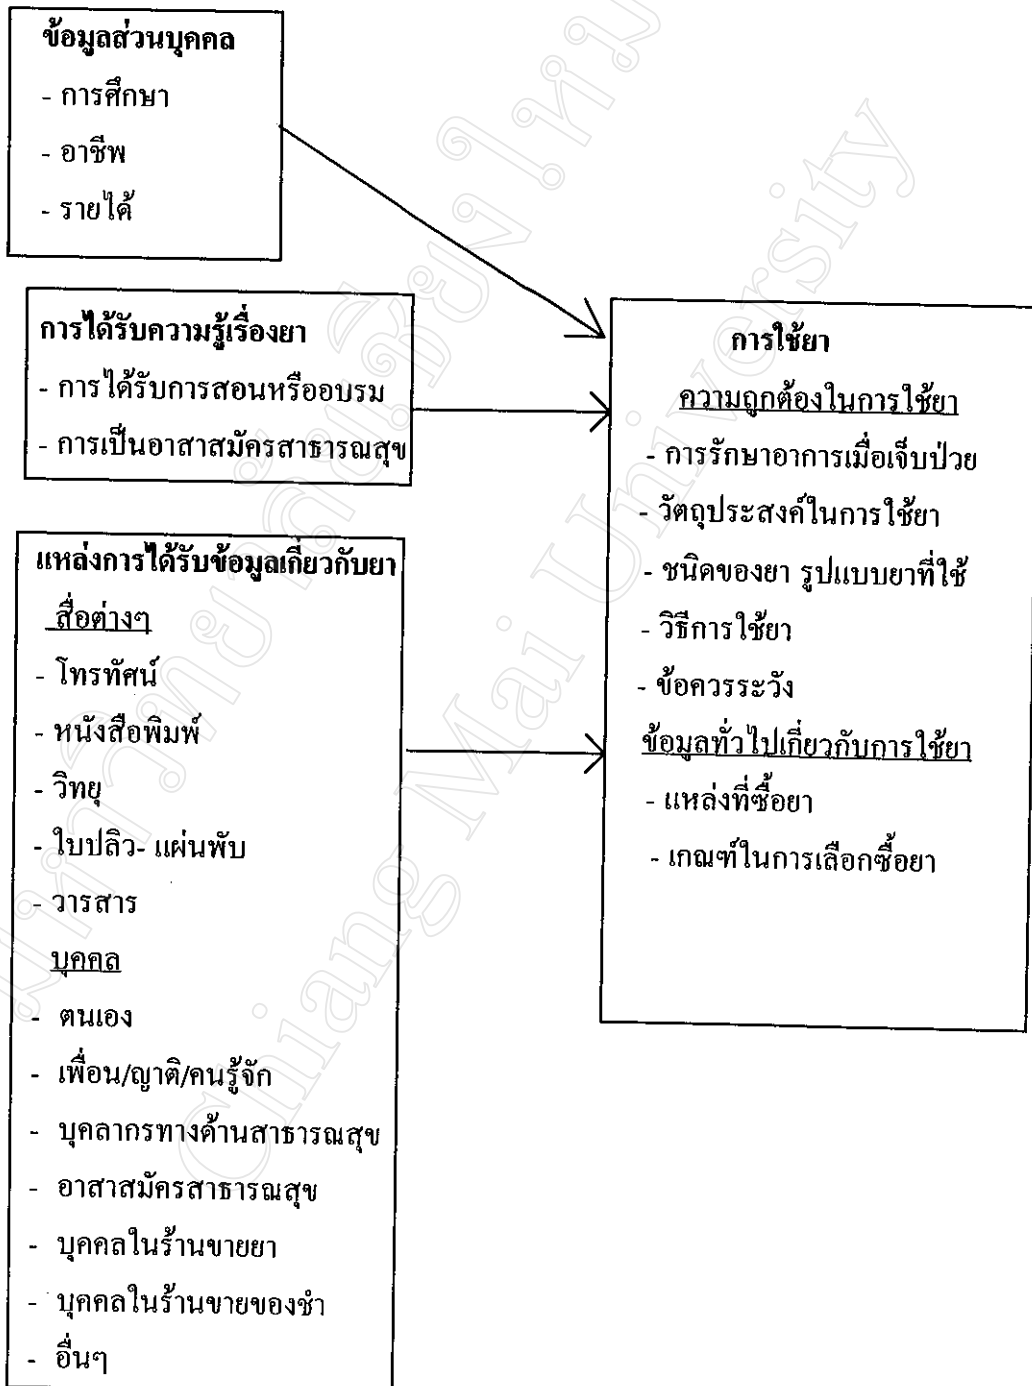 ข้อมูลส่วนบุคคล
- การศึกษา
- อาชีพ
- รายได้
การได้รับความรู้เรื่องยา
- การได้รับการสอนหรืออบรม
- การเป็นอาสาสมัครสาธารณสุข
แหล่งการได้รับข้อมูลเกี่ยวกับยา
สื่อต่างๆ
- โทรทัศน์
- หนังสือพิมพ์
- วิทยุ
- ใบปลิว- แผ่นพับ
- วารสาร
บุคคล
- ตนเอง
- เพื่อน/ญาติ/คนรู้จัก
- บุคลากรทางด้านสาธารณสุข
- อาสาสมัครสาธารณสุข
- บุคคลในร้านขายยา
- บุคคลในร้านขายของชำ
- อื่นๆ
การใช้ยา
ความถูกต้องในการใช้ยา
- การรักษาอาการเมื่อเจ็บป่วย
- วัตถุประสงค์ในการใช้ยา
- ชนิดของยา รูปแบบยาที่ใช้
- วิธีการใช้ยา
- ข้อควรระวัง
ข้อมูลทั่วไปเกี่ยวกับการใช้ยา
- แหล่งที่ซื้อยา
- เกณฑ์ในการเลือกซื้อยา
มหาวิทยาลัยเชียงใหม่
Chiang Mai University